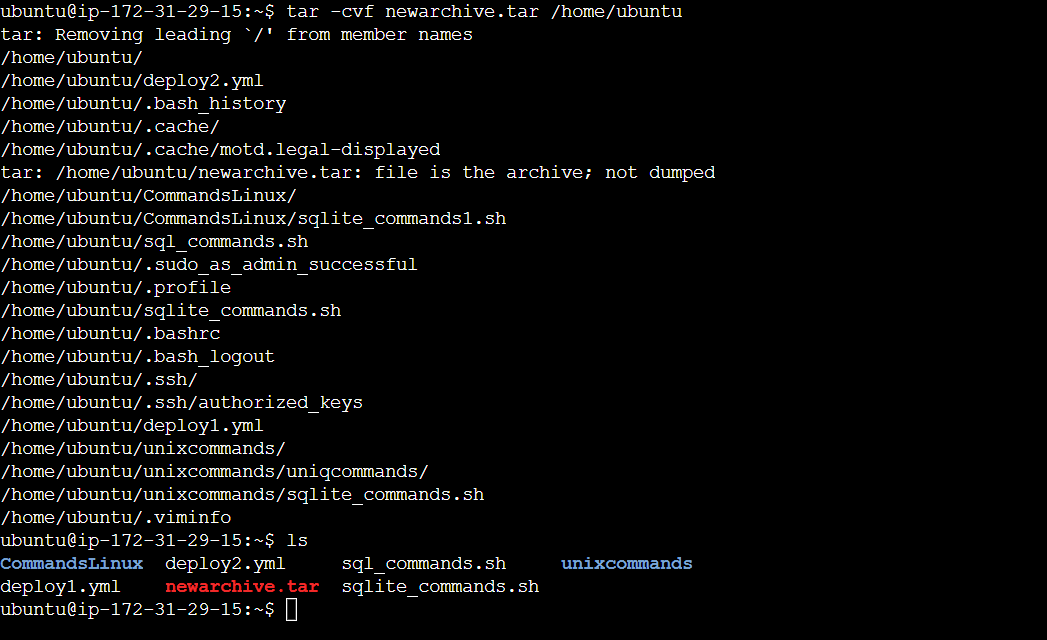 ubuntu@ip-172-31-29-15:~$ tar -cvf newarchive.tar /home/ubuntu
tar: Removing leading `/' from member names
/home/ubuntu/
/home/ubuntu/deploy2.yml
/home/ubuntu/.bash_history
/home/ubuntu/.cache/
/home/ubuntu/.cache/motd.legal-displayed
tar: /home/ubuntu/newarchive.tar: file is the archive; not dumped
/home/ubuntu/CommandsLinux/
/home/ubuntu/CommandsLinux/sqlite_commands1.sh
/home/ubuntu/sql_commands.sh
/home/ubuntu/.sudo_as_admin_successful
/home/ubuntu/.profile
/home/ubuntu/sqlite_commands.sh
/home/ubuntu/.bashrc
/home/ubuntu/.bash_logout
/home/ubuntu/.ssh/
/home/ubuntu/.ssh/authorized_keys
/home/ubuntu/deploy1.yml
/home/ubuntu/unixcommands/
/home/ubuntu/unixcommands/uniqcommands/
/home/ubuntu/unixcommands/sqlite_commands.sh
/home/ubuntu/.viminfo
ubuntu@ip-172-31-29-15:~$ ls
CommandsLinux  deploy2.yml     sql_commands.sh     unixcommands
deploy1.yml    newarchive.tar  sqlite_commands.sh
ubuntu@ip-172-31-29-15:~$